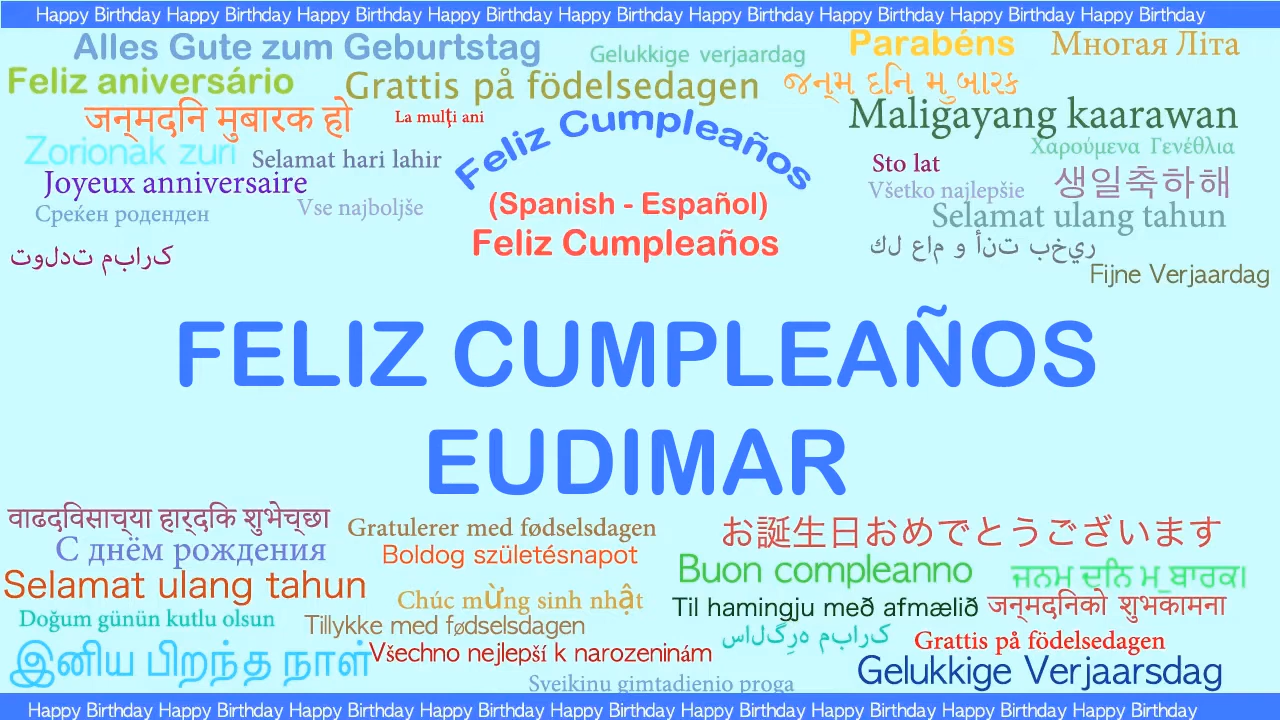 Happy Birthday Happy Birthday Happy Birthday Happy Birthday Happy Birthday Happy Birthday Happy Birthday Happy Birthday Happy Birthday
Alles Gute zum Geburtstag
Gelukkige verjaardag
Parabéns
Многая Літа
Feliz aniversário
Grattis på födelsedagen
જન્મ દિન મુબારક
जन्मदिन मुबारक हो
La mulţi ani
Feliz Cumpleaños
Maligayang kaarawan
Zorionak zuri
Selamat hari lahir
Sto lat
Χαρούμενα Γενέθλια
Joyeux anniversaire
(Spanish - Español)
Všetko najlepšie
생일축하해
Среќен роденден
Vse najboljše
Feliz Cumpleaños
Selamat ulang tahun
تولدت مبارک
كل عام و أنت بخير
Fijne Verjaardag
FELIZ CUMPLEAÑOS
EUDIMAR
वाढदिवसाच्या हार्दिक शुभेच्छा
Gratulerer med fødselsdagen
お誕生日おめでとうございます
С днём рождения
Boldog születésnapot
Buon compleanno
ਜਨਮ ਦਿਨ ਮੁਬਾਰਕ।
Selamat ulang tahun
Chúc mừng sinh nhật
Til hamingju með afmælið
जन्मदिनको शुभकामना
Doğum günün kutlu olsun
Tillykke med fødselsdagen
سالگرہ مبارک
Grattis på födelsedagen
இனிய பிறந்த நாள்
Všechno nejlepší k narozeninám
Gelukkige Verjaarsdag
Sveikinu gimtadienio proga
Happy Birthday Happy Birthday Happy Birthday Happy Birthday Happy Birthday Happy Birthday Happy Birthday Happy Birthday Happy Birthday